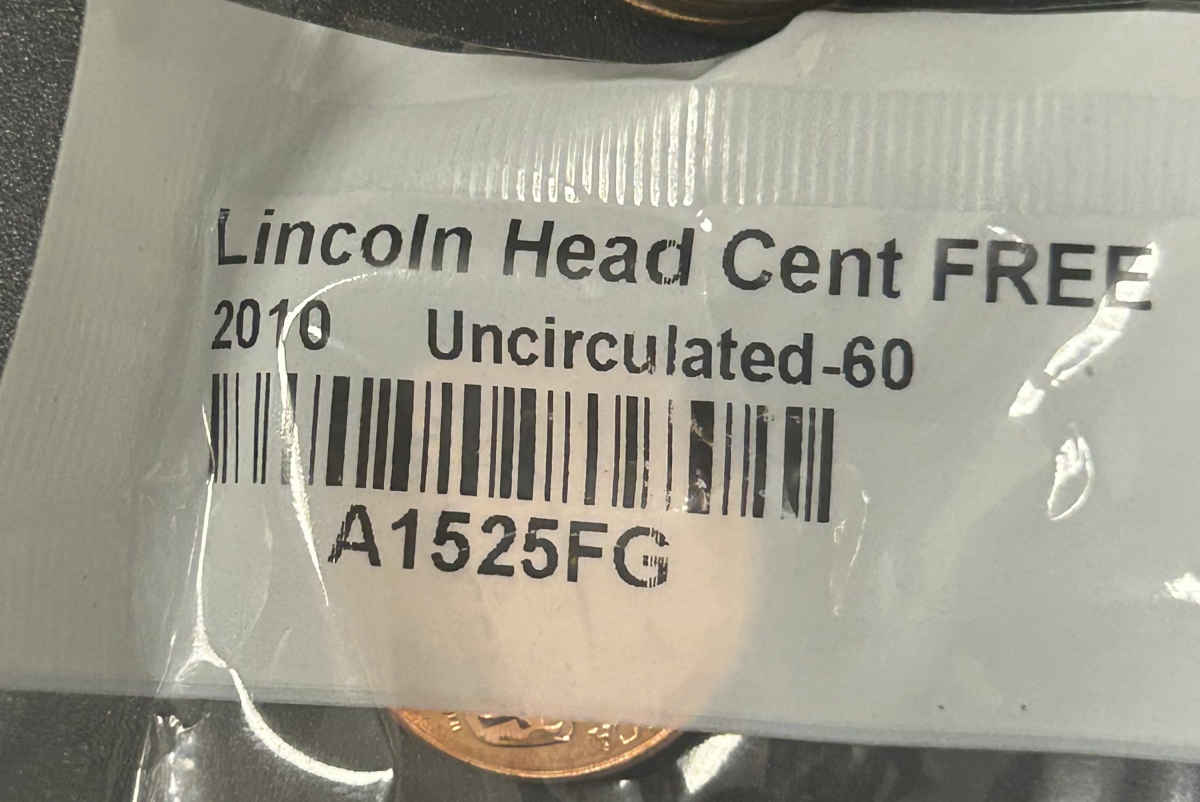 Lincoln Head Cent FREE
2010 Uncirculated-60
A1525FG